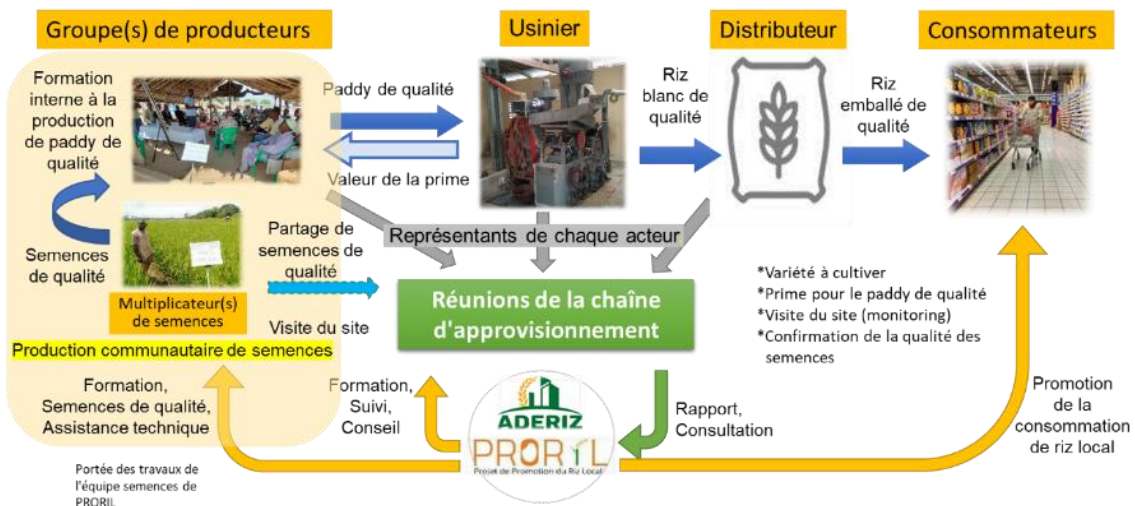 Groupe(s) de producteurs
Usinier
Distributeur
Consommateurs
Formation
interne à la
production
de paddy de
qualité
Semences
de qualité
Multiplicateur(s)
de semences
Production communautaire de semences
Paddy de qualité
Valeur de la prime
Riz
blanc de
qualité
Riz
emballé de
qualité
Partage de
semences de
qualité
Visite du site
Représentants de chaque acteur
Réunions de la chaîne
d'approvisionnement
*Variété à cultiver
*Prime pour le paddy de qualité
*Visite du site (monitoring)
*Confirmation de la qualité des
semences
Formation,
Semences de qualité,
Assistance technique
Formation,
Suivi,
Conseil
ADERIZ
PRORIL
Projet de Promotion du Riz Local
Rapport,
Consultation
Promotion
de la
consommation
de riz local
Portée des travaux de
l'équipe semences de
PRORIL